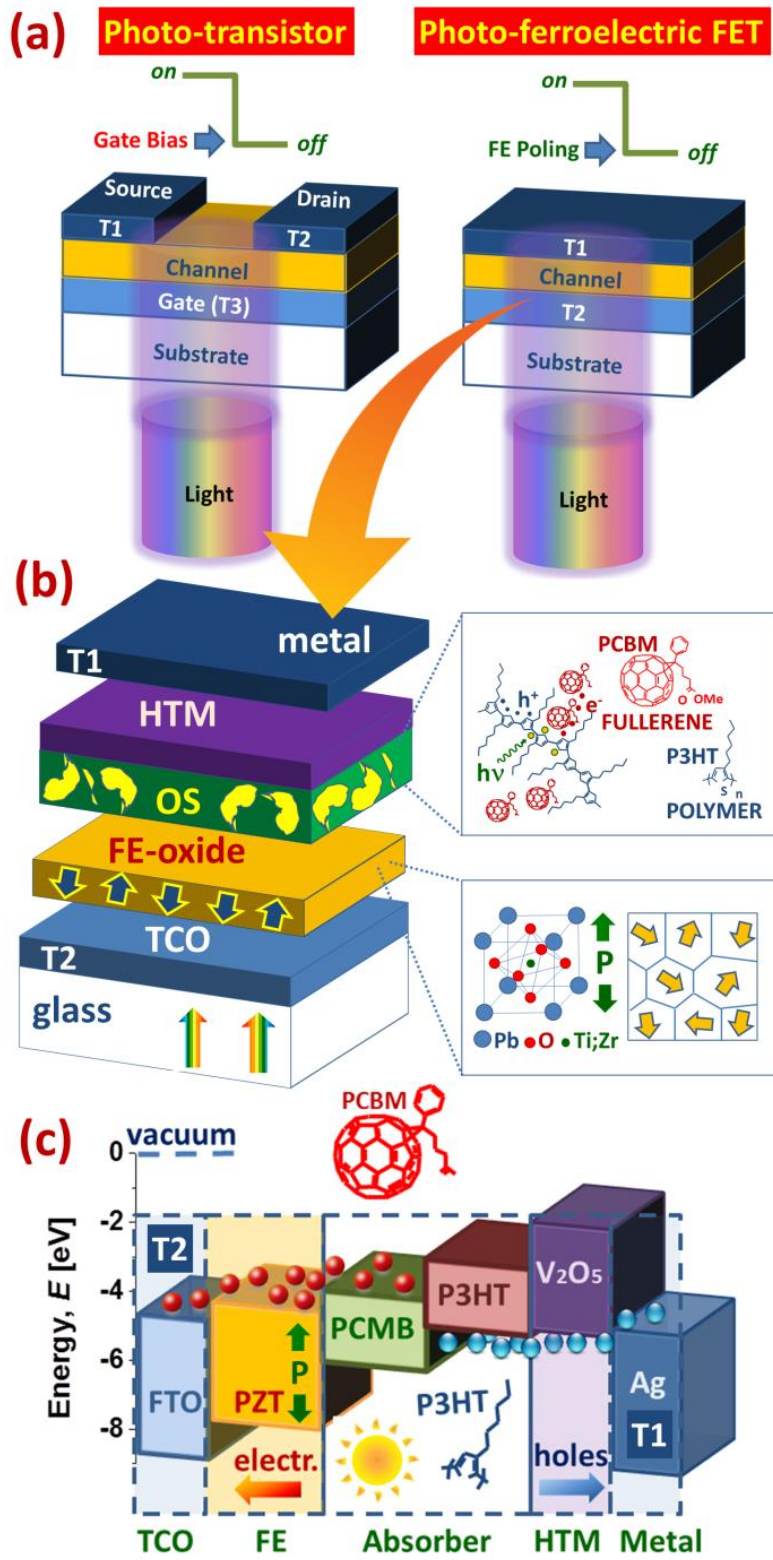 (a)
Photo-transistor
Photo-ferroelectric FET
on
Gate Bias
off
on
FE Poling
off
Source
Drain
T1
T2
Channel
Gate (T3)
Substrate
Light
T1
Channel
T2
Substrate
Light
(b)
metal
T1
HTM
OS
FE-oxide
TCO
T2
glass
PCBM
O
OMe
FULLERENE
h+
e-
hν
P3HT
S
n
POLYMER
P
Pb O Ti;Zr
(c)
PCBM
vacuum
0
-2
-4
-6
-8
Energy, E [eV]
T2
FTO
PZT
P
PCMB
P3HT
V2O5
Ag
T1
P3HT
electr.
holes
TCO FE Absorber HTM Metal